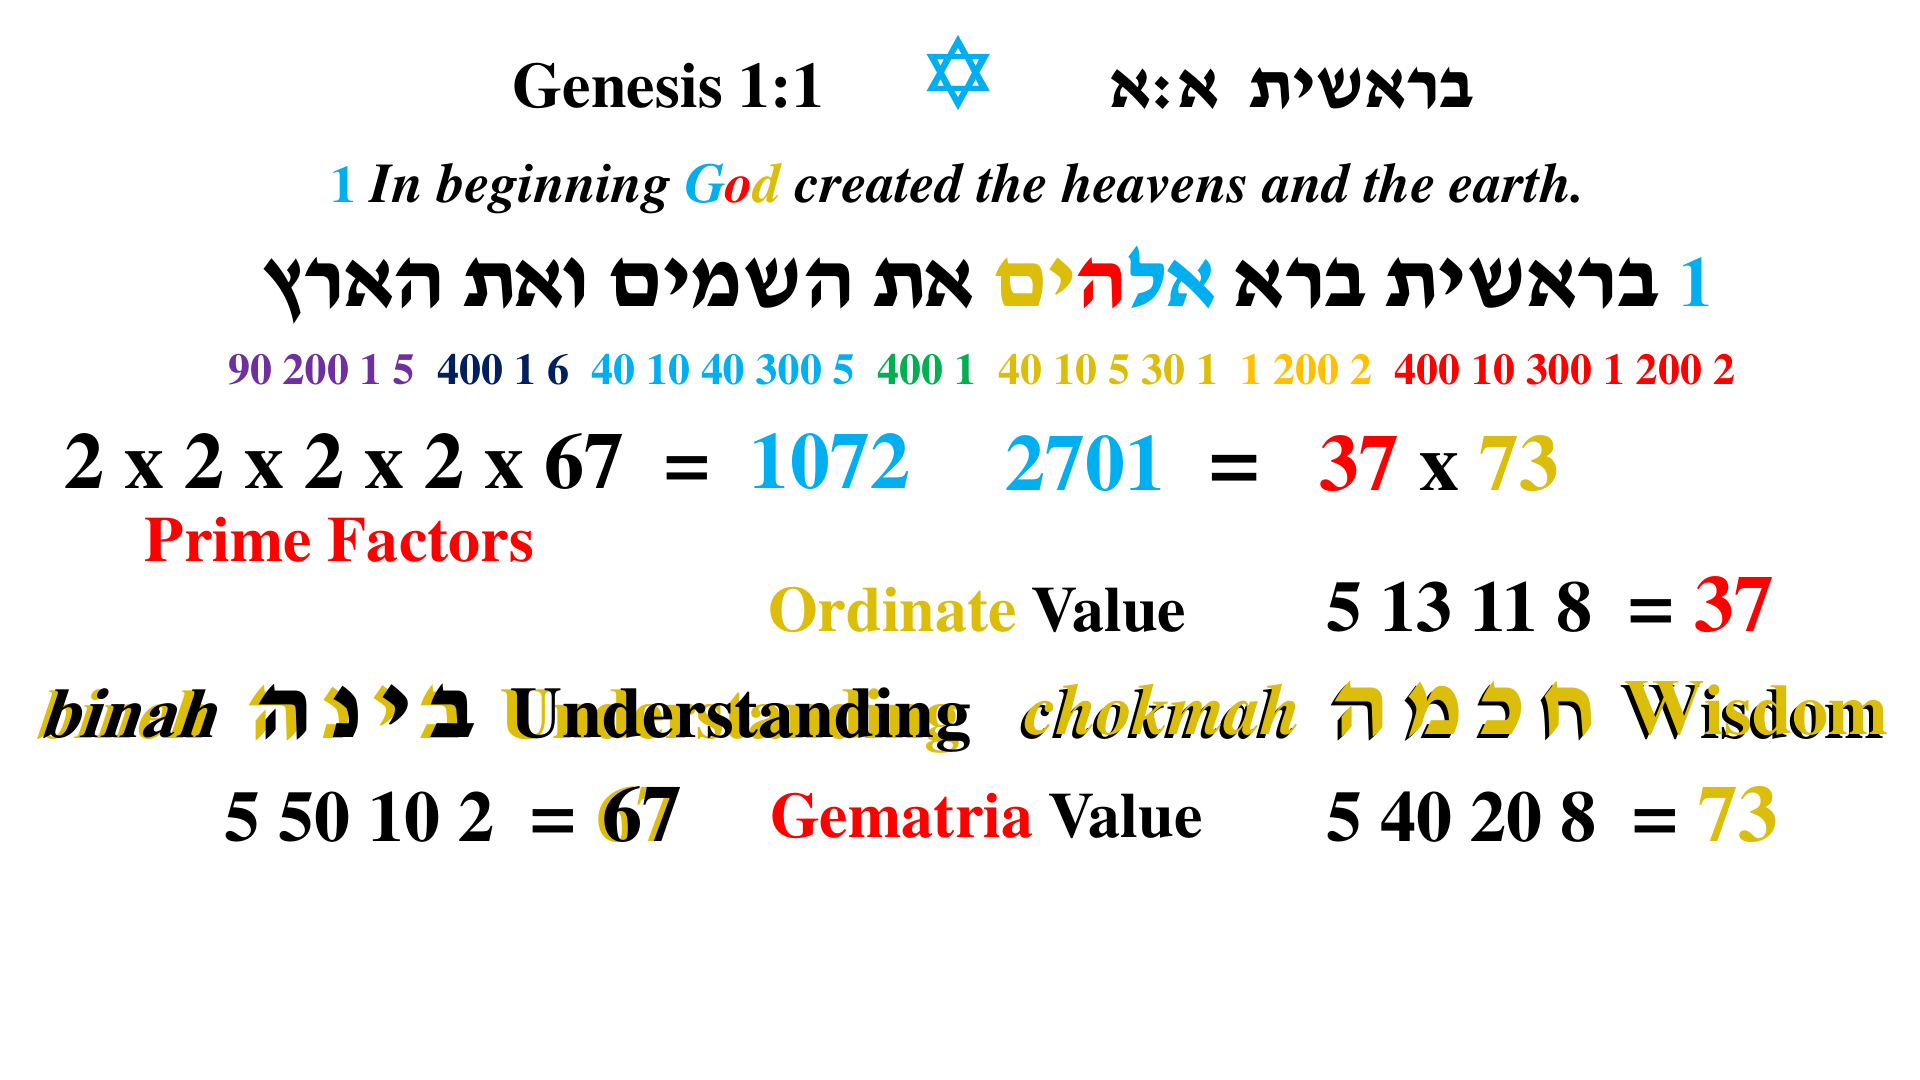 Genesis 1:1 ✡ בראשית א:א
1 In beginning God created the heavens and the earth.
1 בראשית ברא אלהים את השמים ואת הארץ
90 200 1 5 400 1 6 40 10 40 300 5 400 1 40 10 5 30 1 1 200 2 400 10 300 1 200 2
2 x 2 x 2 x 2 x 67 = 1072 2701 = 37 x 73
Prime Factors
Ordinate Value 5 13 11 8 = 37
binah בינה Understanding chokmah חכמה Wisdom
5 50 10 2 = 67 Gematria Value 5 40 20 8 = 73